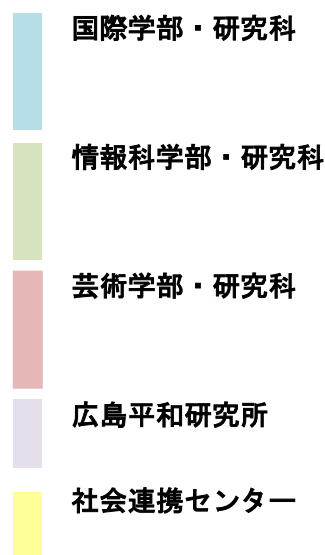 国際学部・研究科
情報科学部・研究科
芸術学部・研究科
広島平和研究所
社会連携センター